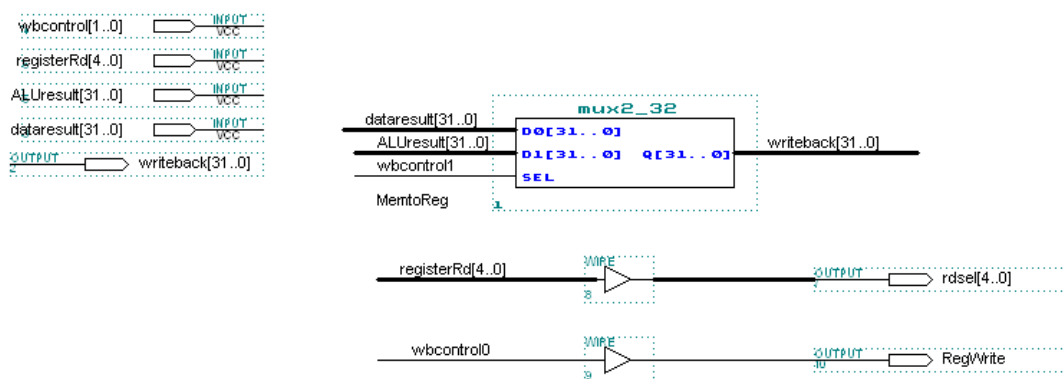 wbcontrol[1..0] INPUT VCC
registerRd[4..0] INPUT VCC
ALUresult[31..0] INPUT VCC
dataresult[31..0] INPUT VCC
OUTPUT writeback[31..0]
2
mux2_32
dataresult[31..0]
D0[31..0]
ALUresult[31..0]
D1[31..0] Q[31..0]
writeback[31..0]
wbcontrol1
SEL
MemtoReg
1
registerRd[4..0]
WIRE
8
OUTPUT
rdsel[4..0]
wbcontrol0
WIRE
9
OUTPUT
10
RegWrite